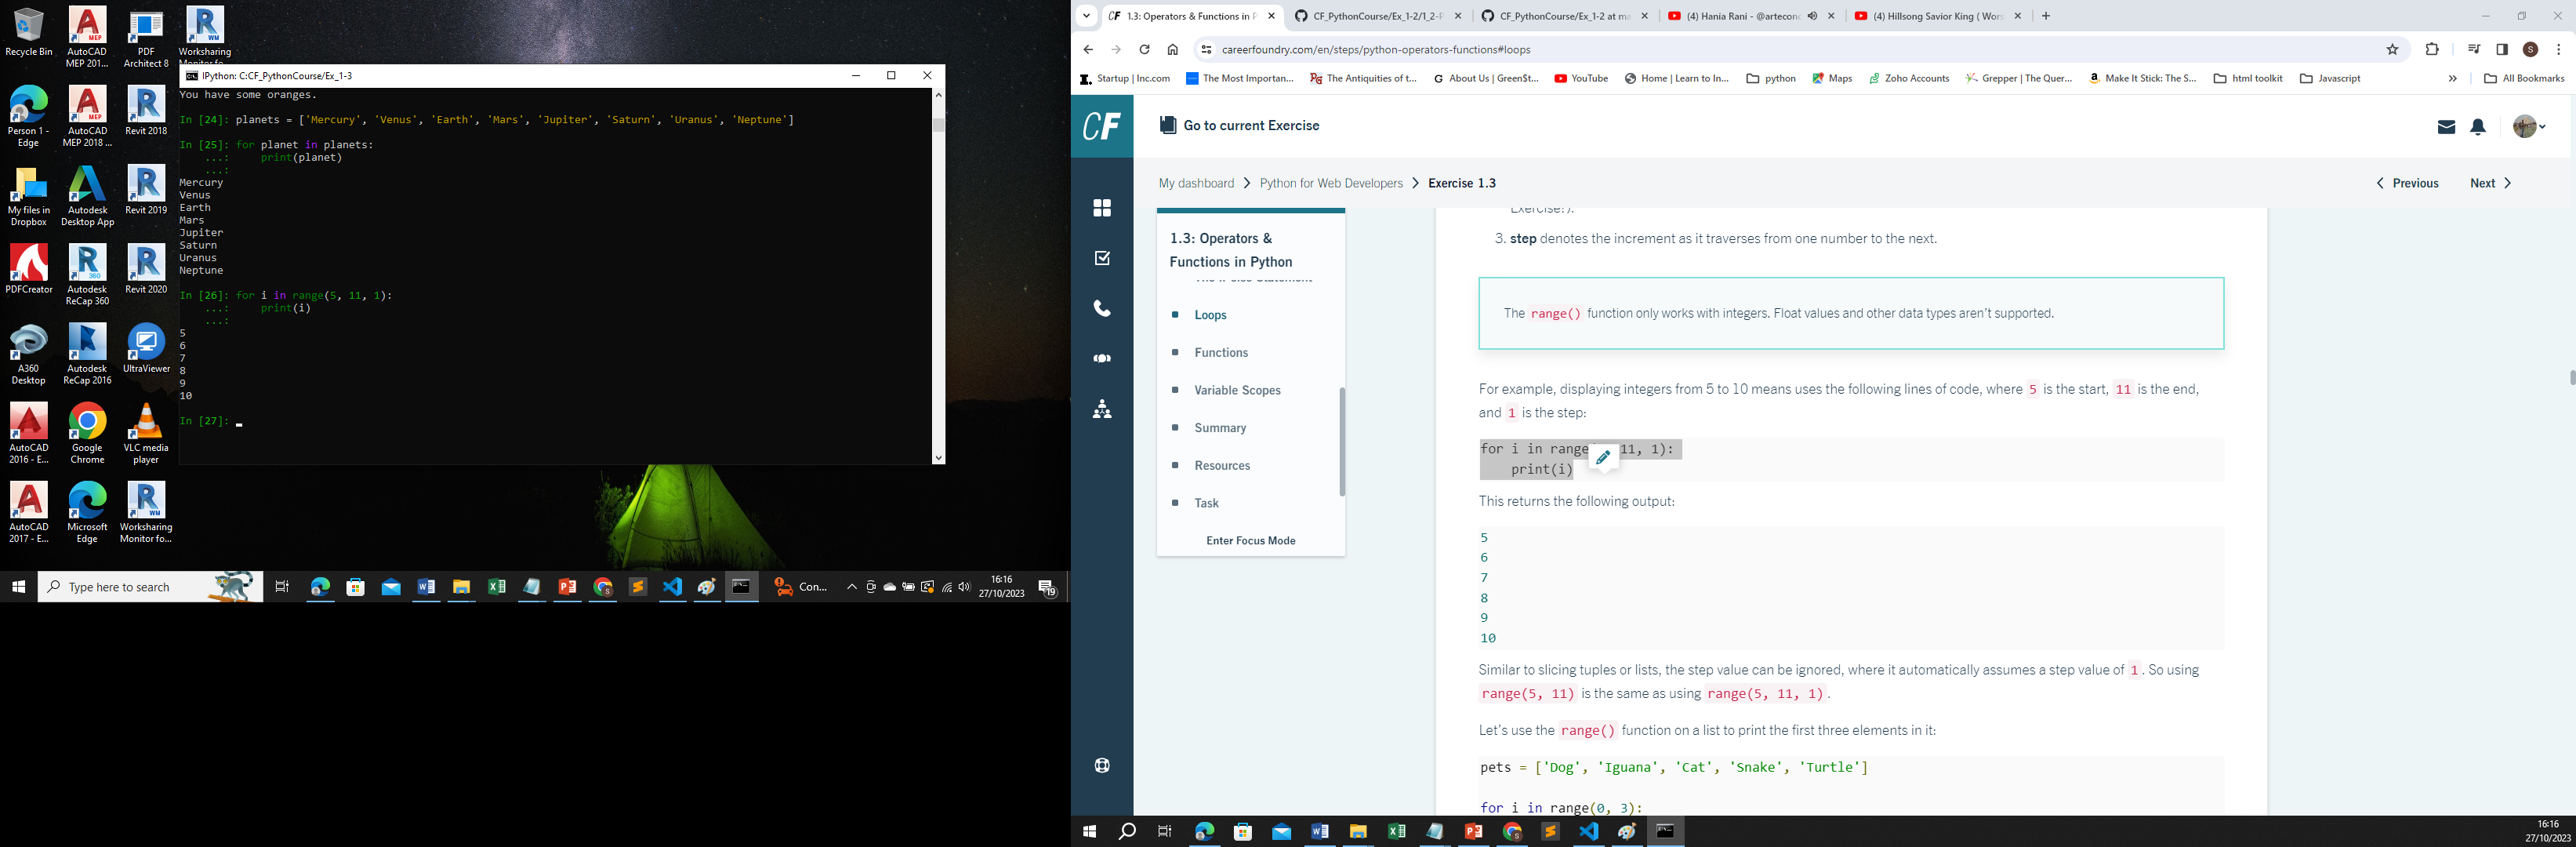 Recycle Bin
AutoCAD MEP 201...
PDF Architect 8
Worksharing Monitor fo...
Person 1 - Edge
AutoCAD MEP 2018 ...
Revit 2018
My files in Dropbox
Autodesk Desktop App
Revit 2019
PDFCreator
Autodesk ReCap 360
Revit 2020
A360 Desktop
Autodesk ReCap 2016
UltraViewer
AutoCAD 2016 - E...
Google Chrome
VLC media player
AutoCAD 2017 - E...
Microsoft Edge
Worksharing Monitor fo...
IPython: C:CF_PythonCourse/Ex_1-3
You have some oranges.
In [24]: planets = ['Mercury', 'Venus', 'Earth', 'Mars', 'Jupiter', 'Saturn', 'Uranus', 'Neptune']
In [25]: for planet in planets:
...: print(planet)
...:
Mercury
Venus
Earth
Mars
Jupiter
Saturn
Uranus
Neptune
In [26]: for i in range(5, 11, 1):
...: print(i)
...:
5
6
7
8
9
10
In [27]:
Type here to search
Con...
16:16
27/10/2023
19
1.3: Operators & Functions in P
CF_PythonCourse/Ex_1-2/1_2-P
CF_PythonCourse/Ex_1-2 at ma
(4) Hania Rani - @artecon
(4) Hillsong Savior King ( Wors
careerfoundry.com/en/steps/python-operators-functions#loops
Startup | Inc.com
The Most Importan...
The Antiquities of t...
About Us | Green$t...
YouTube
Home | Learn to In...
python
Maps
Zoho Accounts
Grepper | The Quer...
Make It Stick: The S...
html toolkit
Javascript
All Bookmarks
CF
Go to current Exercise
My dashboard > Python for Web Developers > Exercise 1.3
Previous
Next
1.3: Operators & Functions in Python
Loops
Functions
Variable Scopes
Summary
Resources
Task
Enter Focus Mode
Exercise!).
3. step denotes the increment as it traverses from one number to the next.
The range() function only works with integers. Float values and other data types aren't supported.
For example, displaying integers from 5 to 10 means uses the following lines of code, where 5 is the start, 11 is the end,
and 1 is the step:
for i in range 11, 1):
print(i)
This returns the following output:
5
6
7
8
9
10
Similar to slicing tuples or lists, the step value can be ignored, where it automatically assumes a step value of 1. So using
range(5, 11) is the same as using range(5, 11, 1).
Let's use the range() function on a list to print the first three elements in it:
pets = ['Dog', 'Iguana', 'Cat', 'Snake', 'Turtle']
for i in range(0, 3):
16:16
27/10/2023